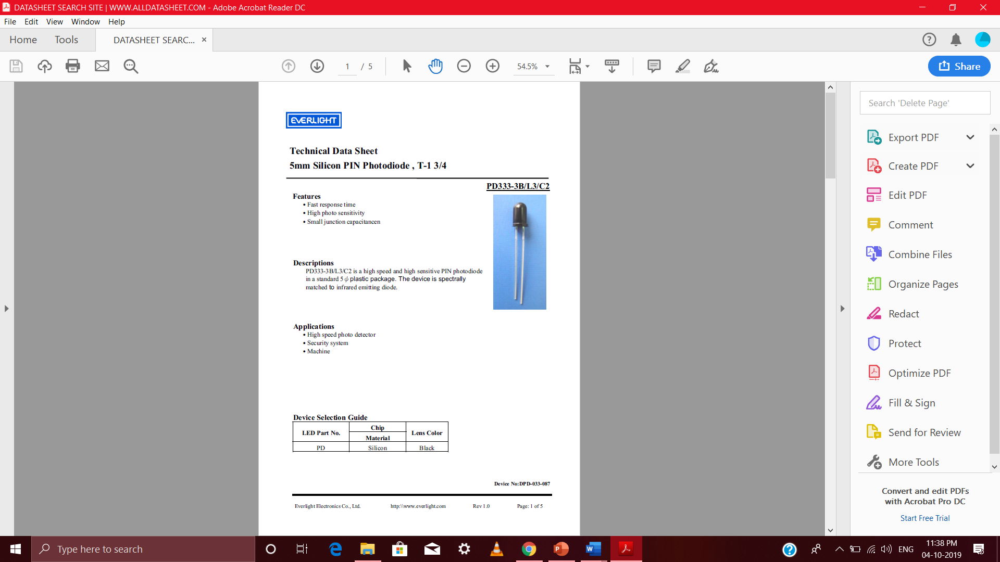 DATASHEET SEARCH SITE | WWW.ALLDATASHEET.COM - Adobe Acrobat Reader DC
File Edit View Window Help
Home Tools DATASHEET SEARC... ×
1 / 5 54.5% Share
Search 'Delete Page'
Export PDF
Create PDF
Edit PDF
Comment
Combine Files
Organize Pages
Redact
Protect
Optimize PDF
Fill & Sign
Send for Review
More Tools
Convert and edit PDFs
with Acrobat Pro DC
Start Free Trial
EVERLIGHT
Technical Data Sheet
5mm Silicon PIN Photodiode , T-1 3/4
PD333-3B/L3/C2
Features
• Fast response time
• High photo sensitivity
• Small junction capacitancen
Descriptions
PD333-3B/L3/C2 is a high speed and high sensitive PIN photodiode
in a standard 5 ϕ plastic package. The device is spectrally
matched to infrared emitting diode.
Applications
• High speed photo detector
• Security system
• Machine
Device Selection Guide
LED Part No. Chip Lens Color
Material
PD Silicon Black
Device No:DPD-033-087
Everlight Electronics Co., Ltd. http:\\www.everlight.com Rev 1.0 Page: 1 of 5
Type here to search
ENG
11:38 PM
04-10-2019